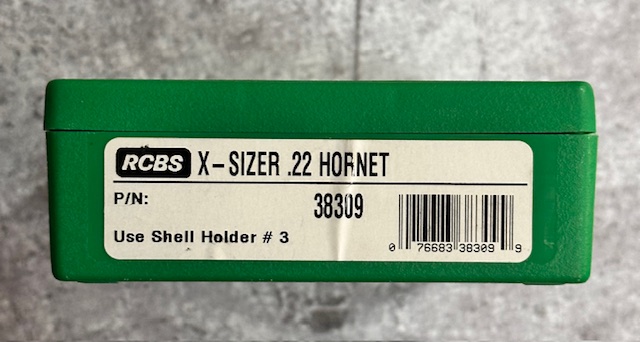 RCBS X-SIZER .22 HORNET
P/N: 38309
Use Shell Holder # 3
0 76683 38309 9